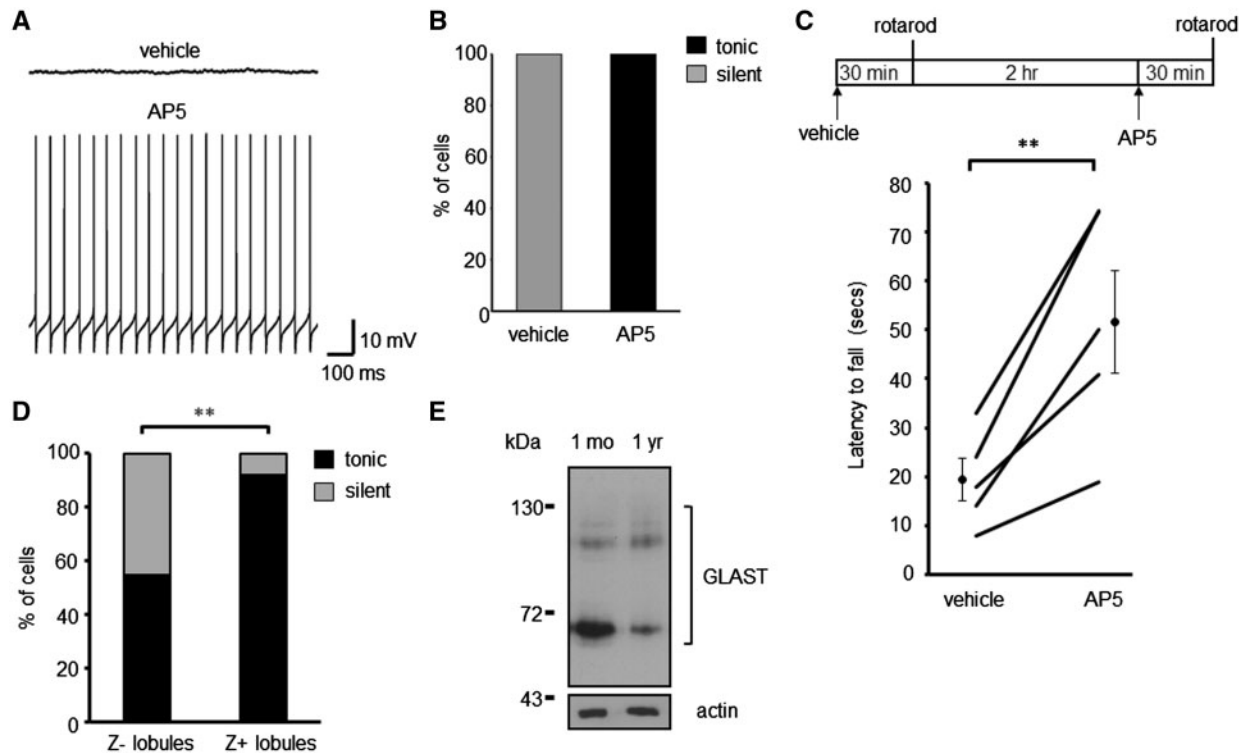 A
vehicle
AP5
10 mV
100 ms
B
% of cells
100
80
60
40
20
0
vehicle
AP5
tonic
silent
C
rotarod
rotarod
30 min
2 hr
30 min
vehicle
AP5
**
Latency to fall (secs)
80
70
60
50
40
30
20
10
0
vehicle
AP5
D
**
% of cells
100
80
60
40
20
0
Z- lobules
Z+ lobules
tonic
silent
E
kDa
1 mo
1 yr
130
72
43
GLAST
actin